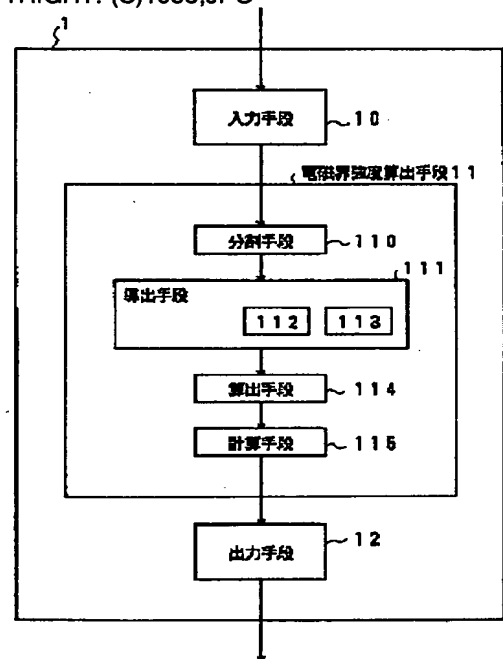 1
入力手段 10
電磁界強度算出手段11
分割手段 110
111
導出手段
112 113
算出手段 114
計算手段 115
出力手段 12